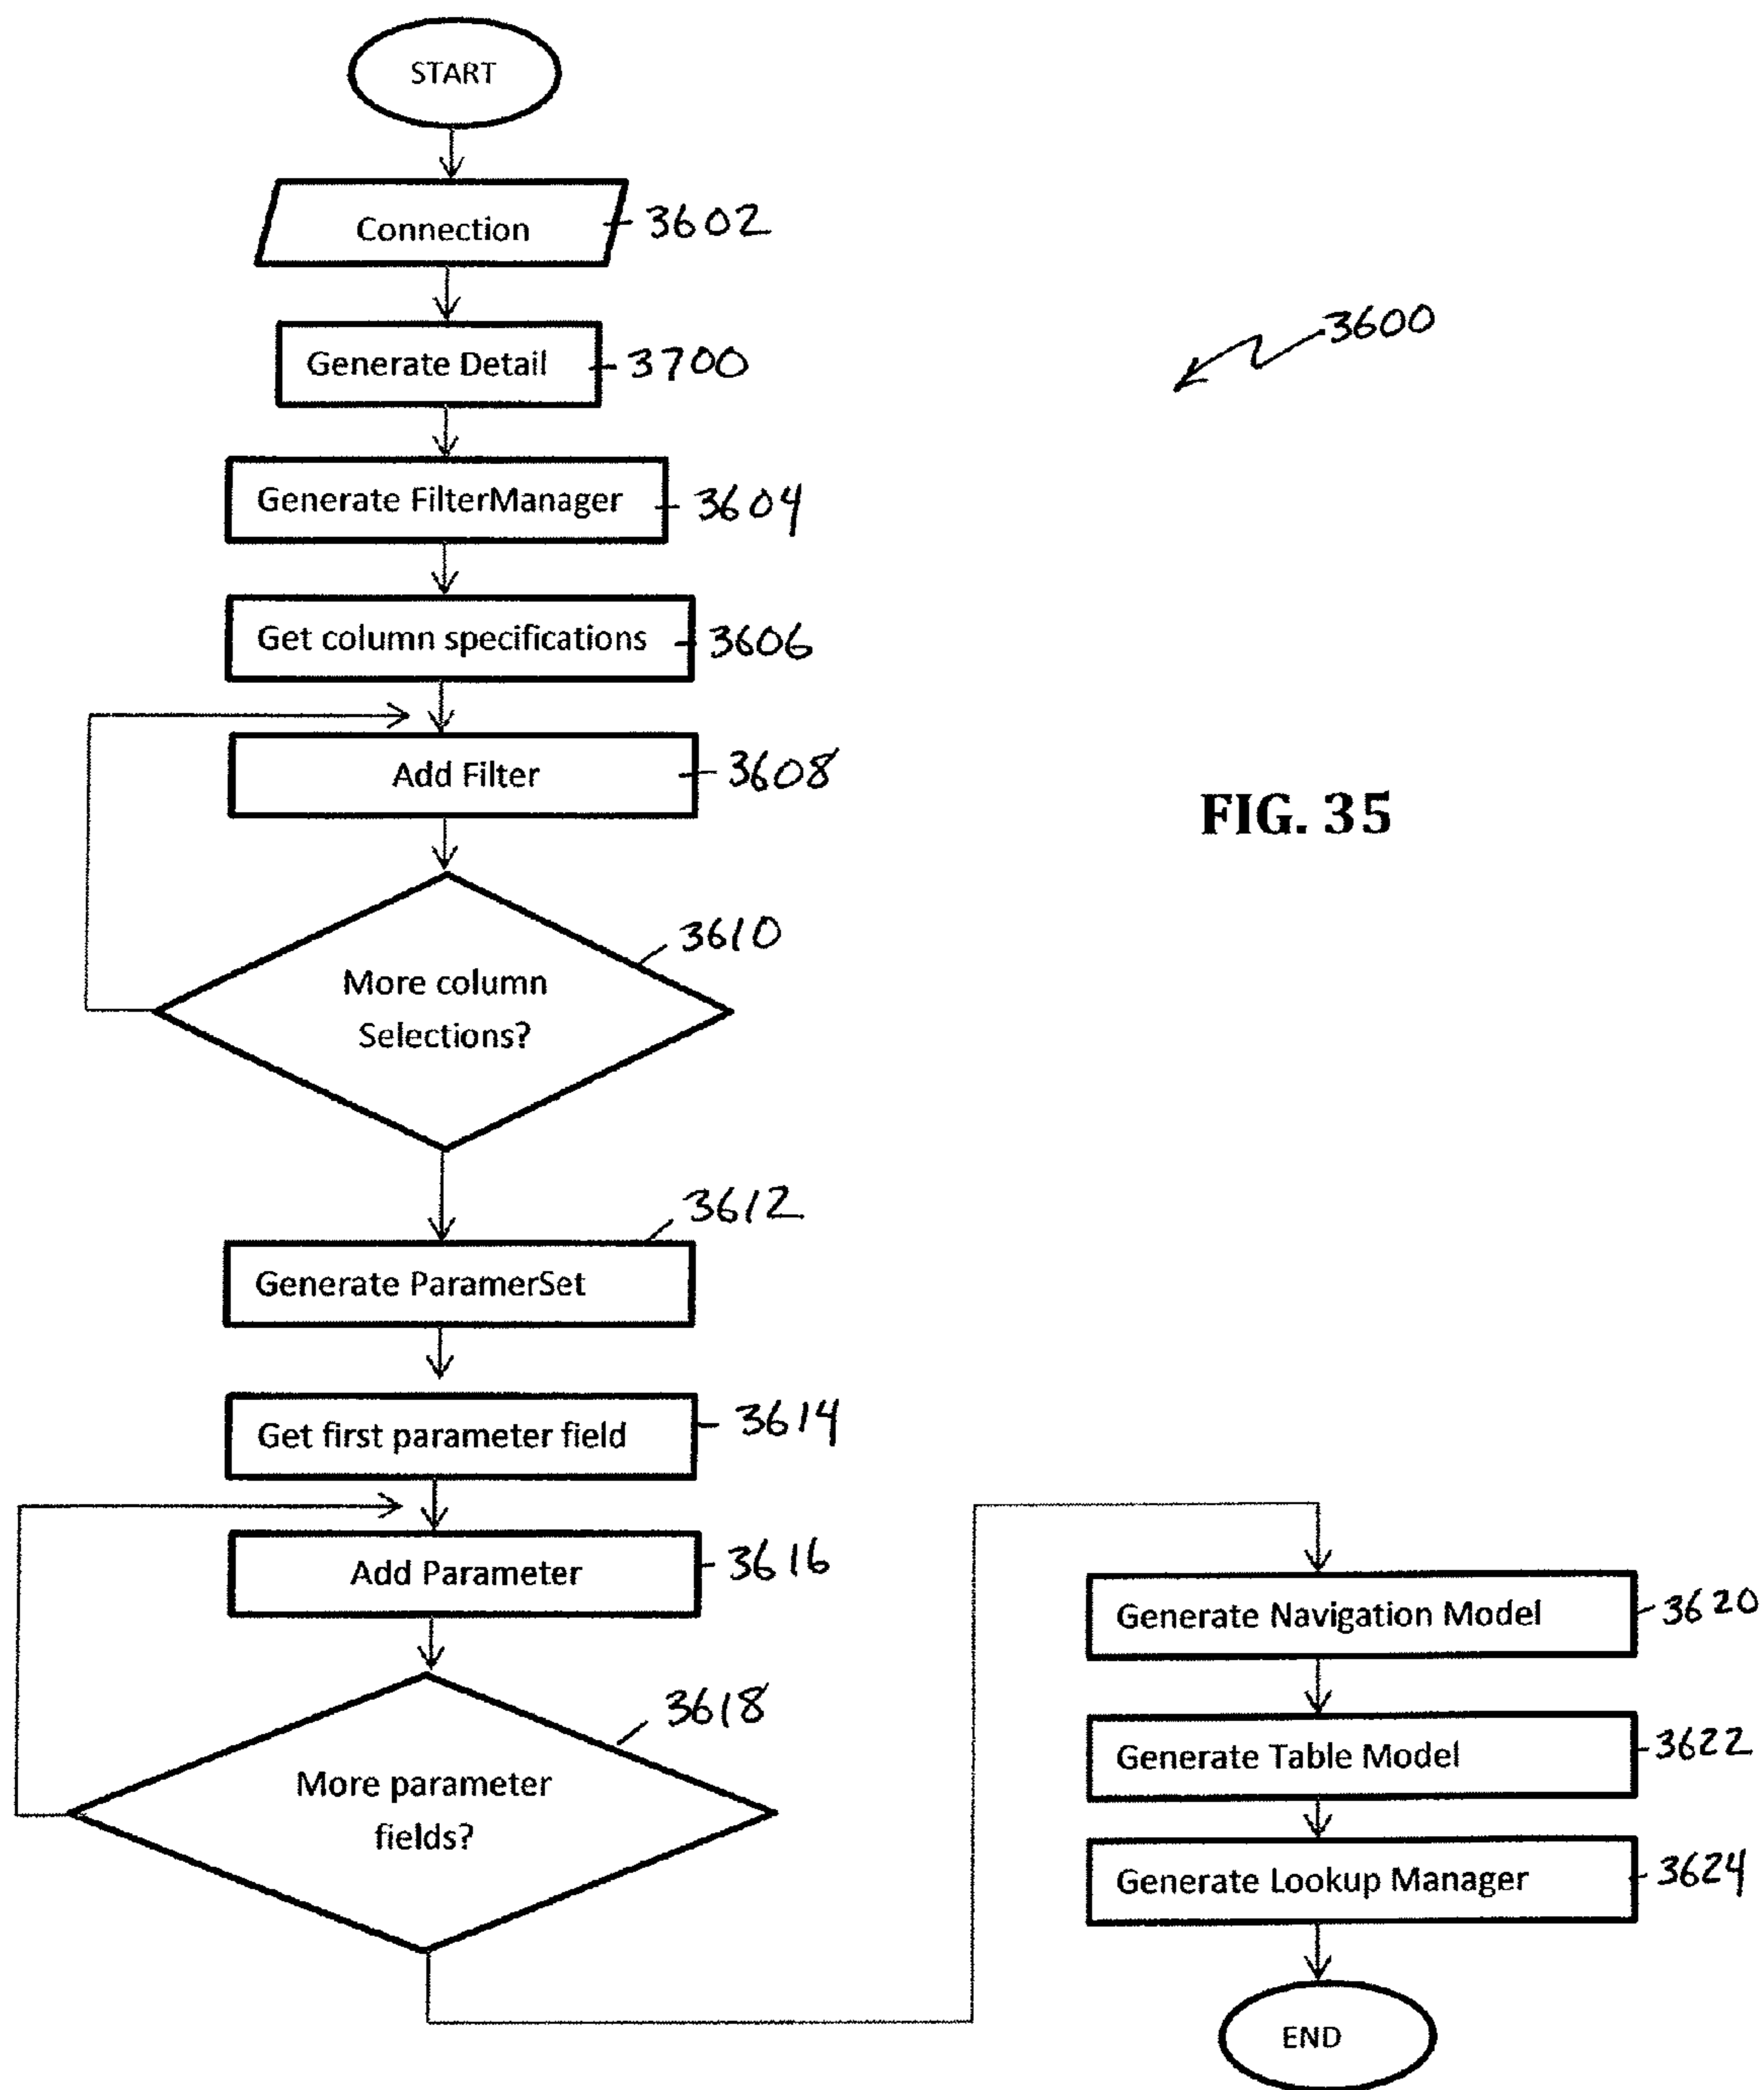 START
Connection 3602
3600
Generate Detail 3700
Generate FilterManager 3604
Get column specifications 3606
Add Filter 3608
FIG. 35
3610
More column
Selections?
3612
Generate ParamerSet
Get first parameter field 3614
Add Parameter 3616
3618
More parameter
fields?
Generate Navigation Model 3620
Generate Table Model 3622
Generate Lookup Manager 3624
END